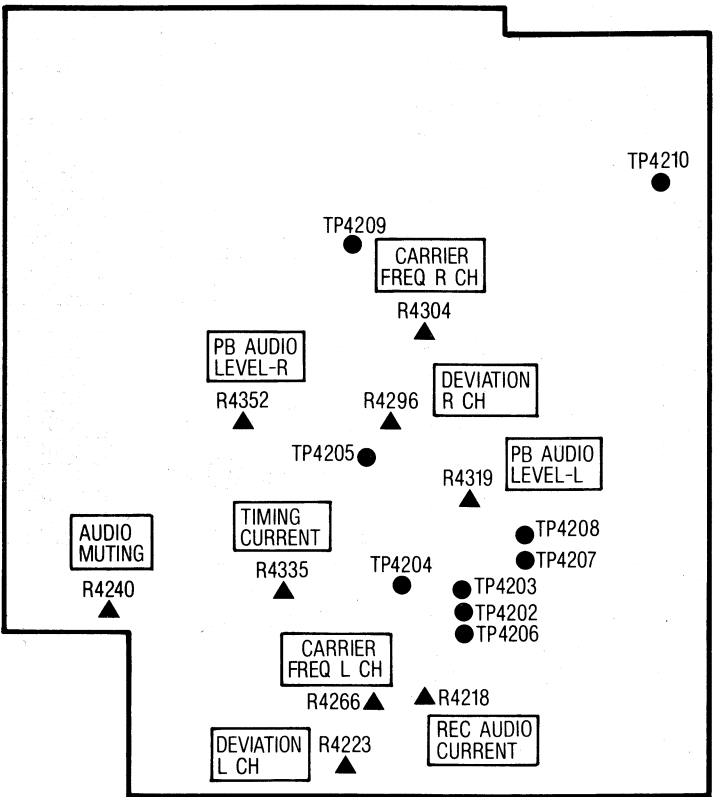 TP4210
TP4209
CARRIER
FREQ R CH
R4304
PB AUDIO
LEVEL-R
R4352
R4296
DEVIATION
R CH
TP4205
PB AUDIO
LEVEL-L
R4319
AUDIO
MUTING
R4240
TIMING
CURRENT
R4335
TP4208
TP4207
TP4204
TP4203
TP4202
TP4206
CARRIER
FREQ L CH
R4266
R4218
REC AUDIO
CURRENT
DEVIATION
L CH
R4223